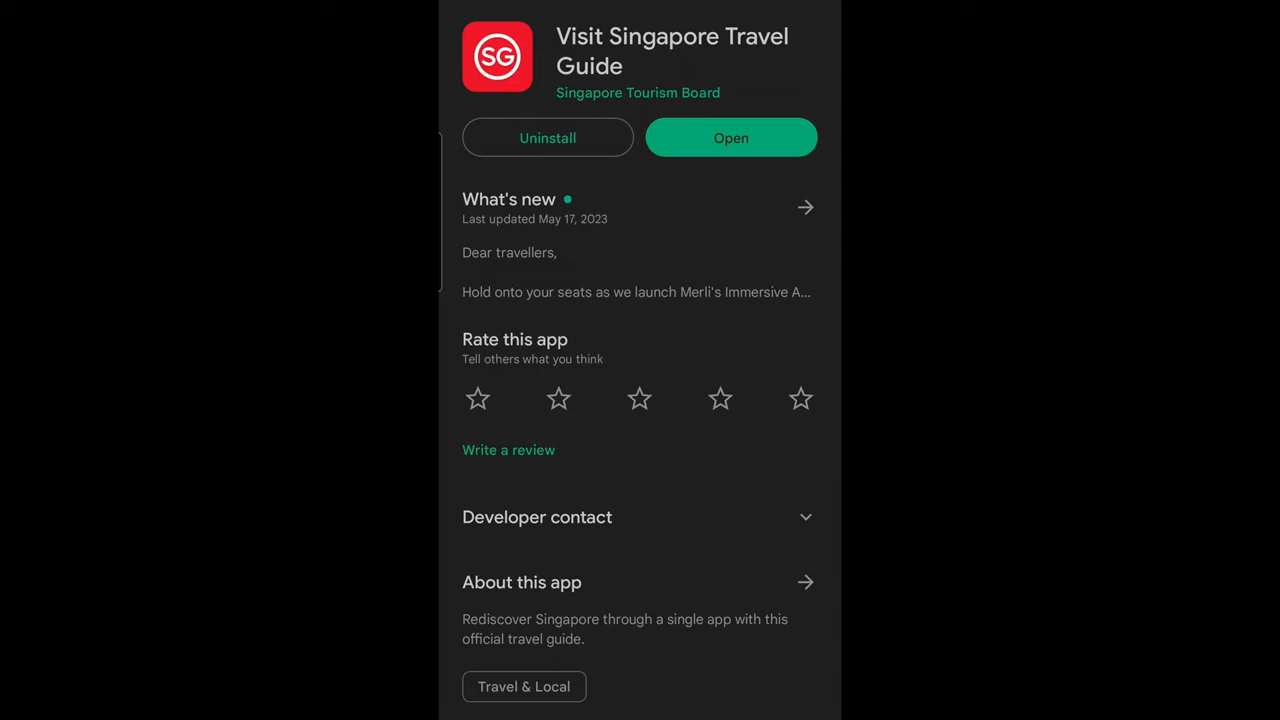 SG
Visit Singapore Travel
Guide
Singapore Tourism Board
Uninstall
Open
What's new
Last updated May 17, 2023
Dear travellers,
Hold onto your seats as we launch Merli's Immersive A...
Rate this app
Tell others what you think
Write a review
Developer contact
About this app
Rediscover Singapore through a single app with this
official travel guide.
Travel & Local